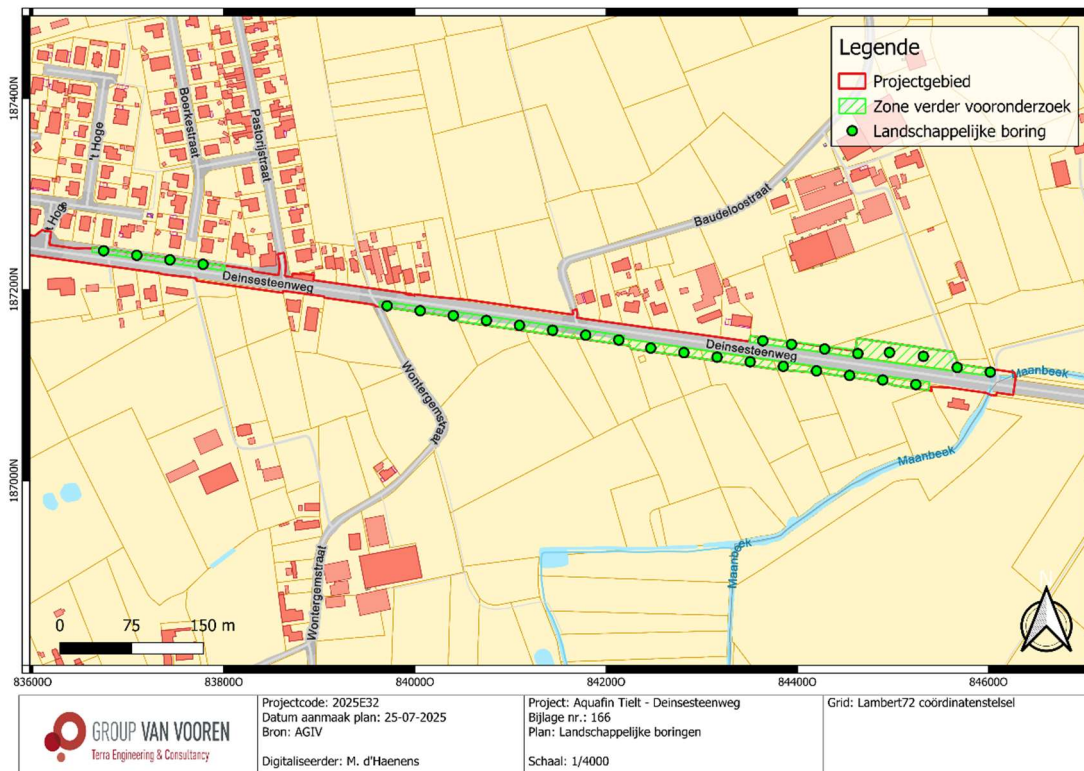 Legende
Projectgebied
Zone verder vooronderzoek
Landschappelijke boring
't Hoge
Boerkestraat
Pastorijstraat
't Hoge
Baudeloostraat
Deinsesteenweg
Deinsesteenweg
Maanbeek
Wontergemstraat
Maanbeek
Maanbeek
Wontergemstraat
187400N
187200N
187000N
0 75 150 m
N
836000 838000 840000 842000 844000 846000
GROUP VAN VOOREN
Terra Engineering & Consultancy
Projectcode: 2025E32
Datum aanmaak plan: 25-07-2025
Bron: AGIV
Digitaliseerder: M. d'Haenens
Project: Aquafin Tielt - Deinsesteenweg
Bijlage nr.: 166
Plan: Landschappelijke boringen
Schaal: 1/4000
Grid: Lambert72 coördinatenstelsel